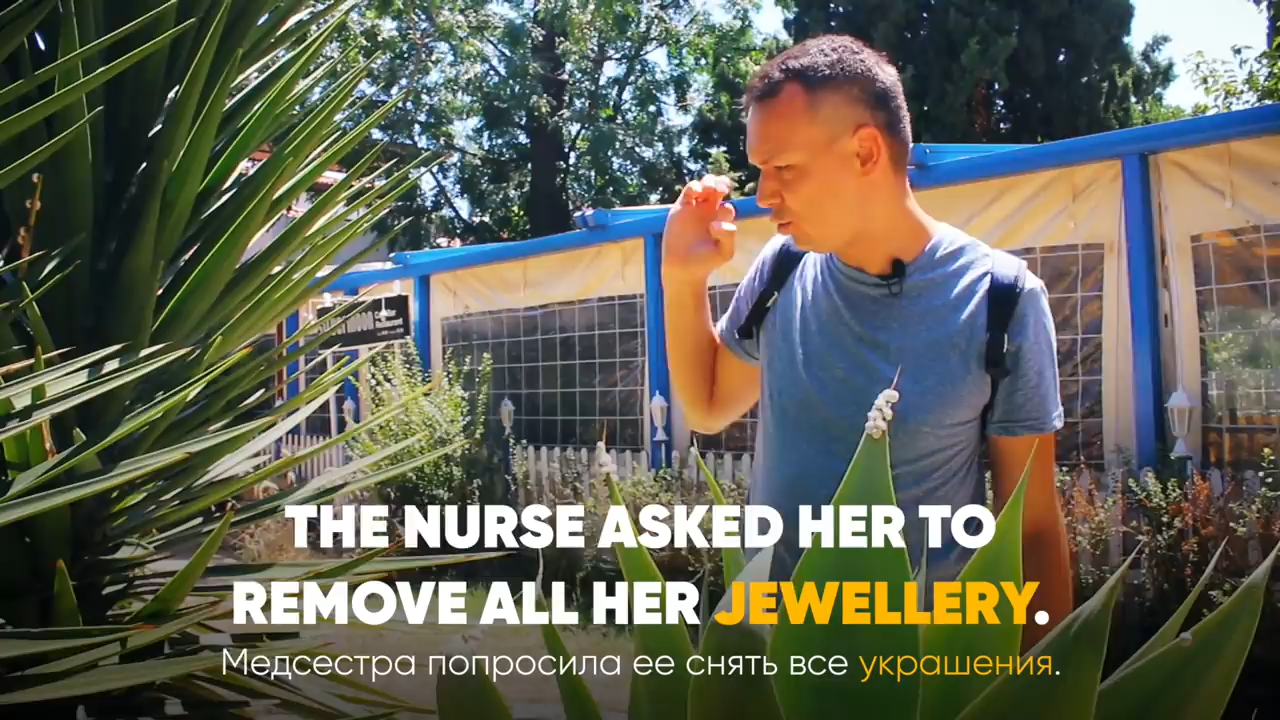 THE NURSE ASKED HER TO
REMOVE ALL HER JEWELLERY.
Медсестра попросила ее снять все украшения.